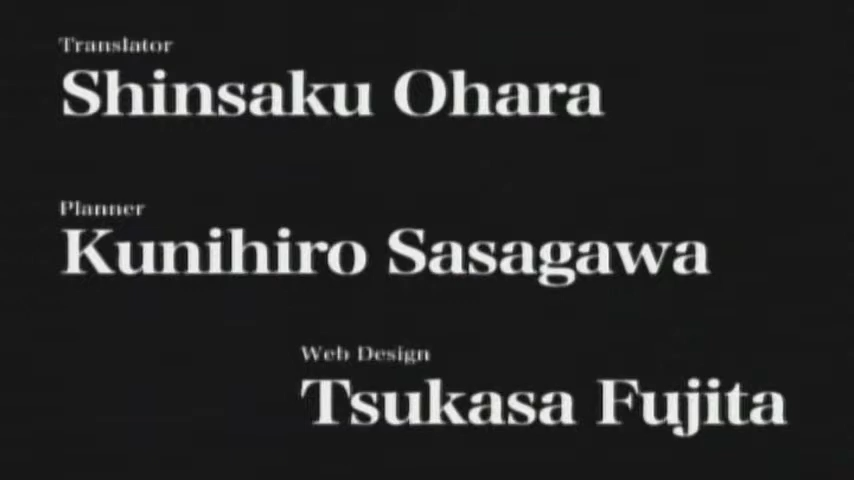 Translator
Shinsaku Ohara
Planner
Kunihiro Sasagawa
Web Design
Tsukasa Fujita